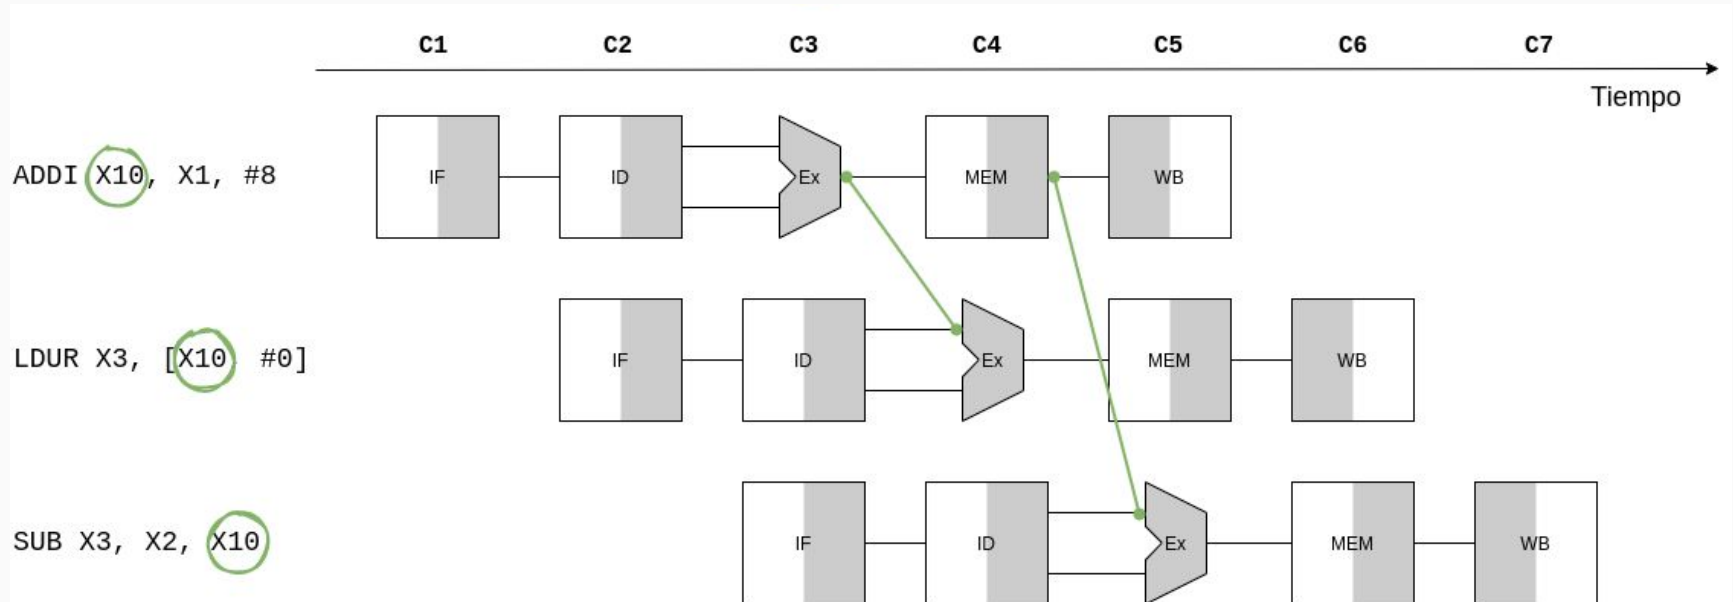 C1 C2 C3 C4 C5 C6 C7
Tiempo
ADDI X10, X1, #8
IF ID Ex MEM WB
LDUR X3, [X10 #0]
IF ID Ex MEM WB
SUB X3, X2, X10
IF ID Ex MEM WB